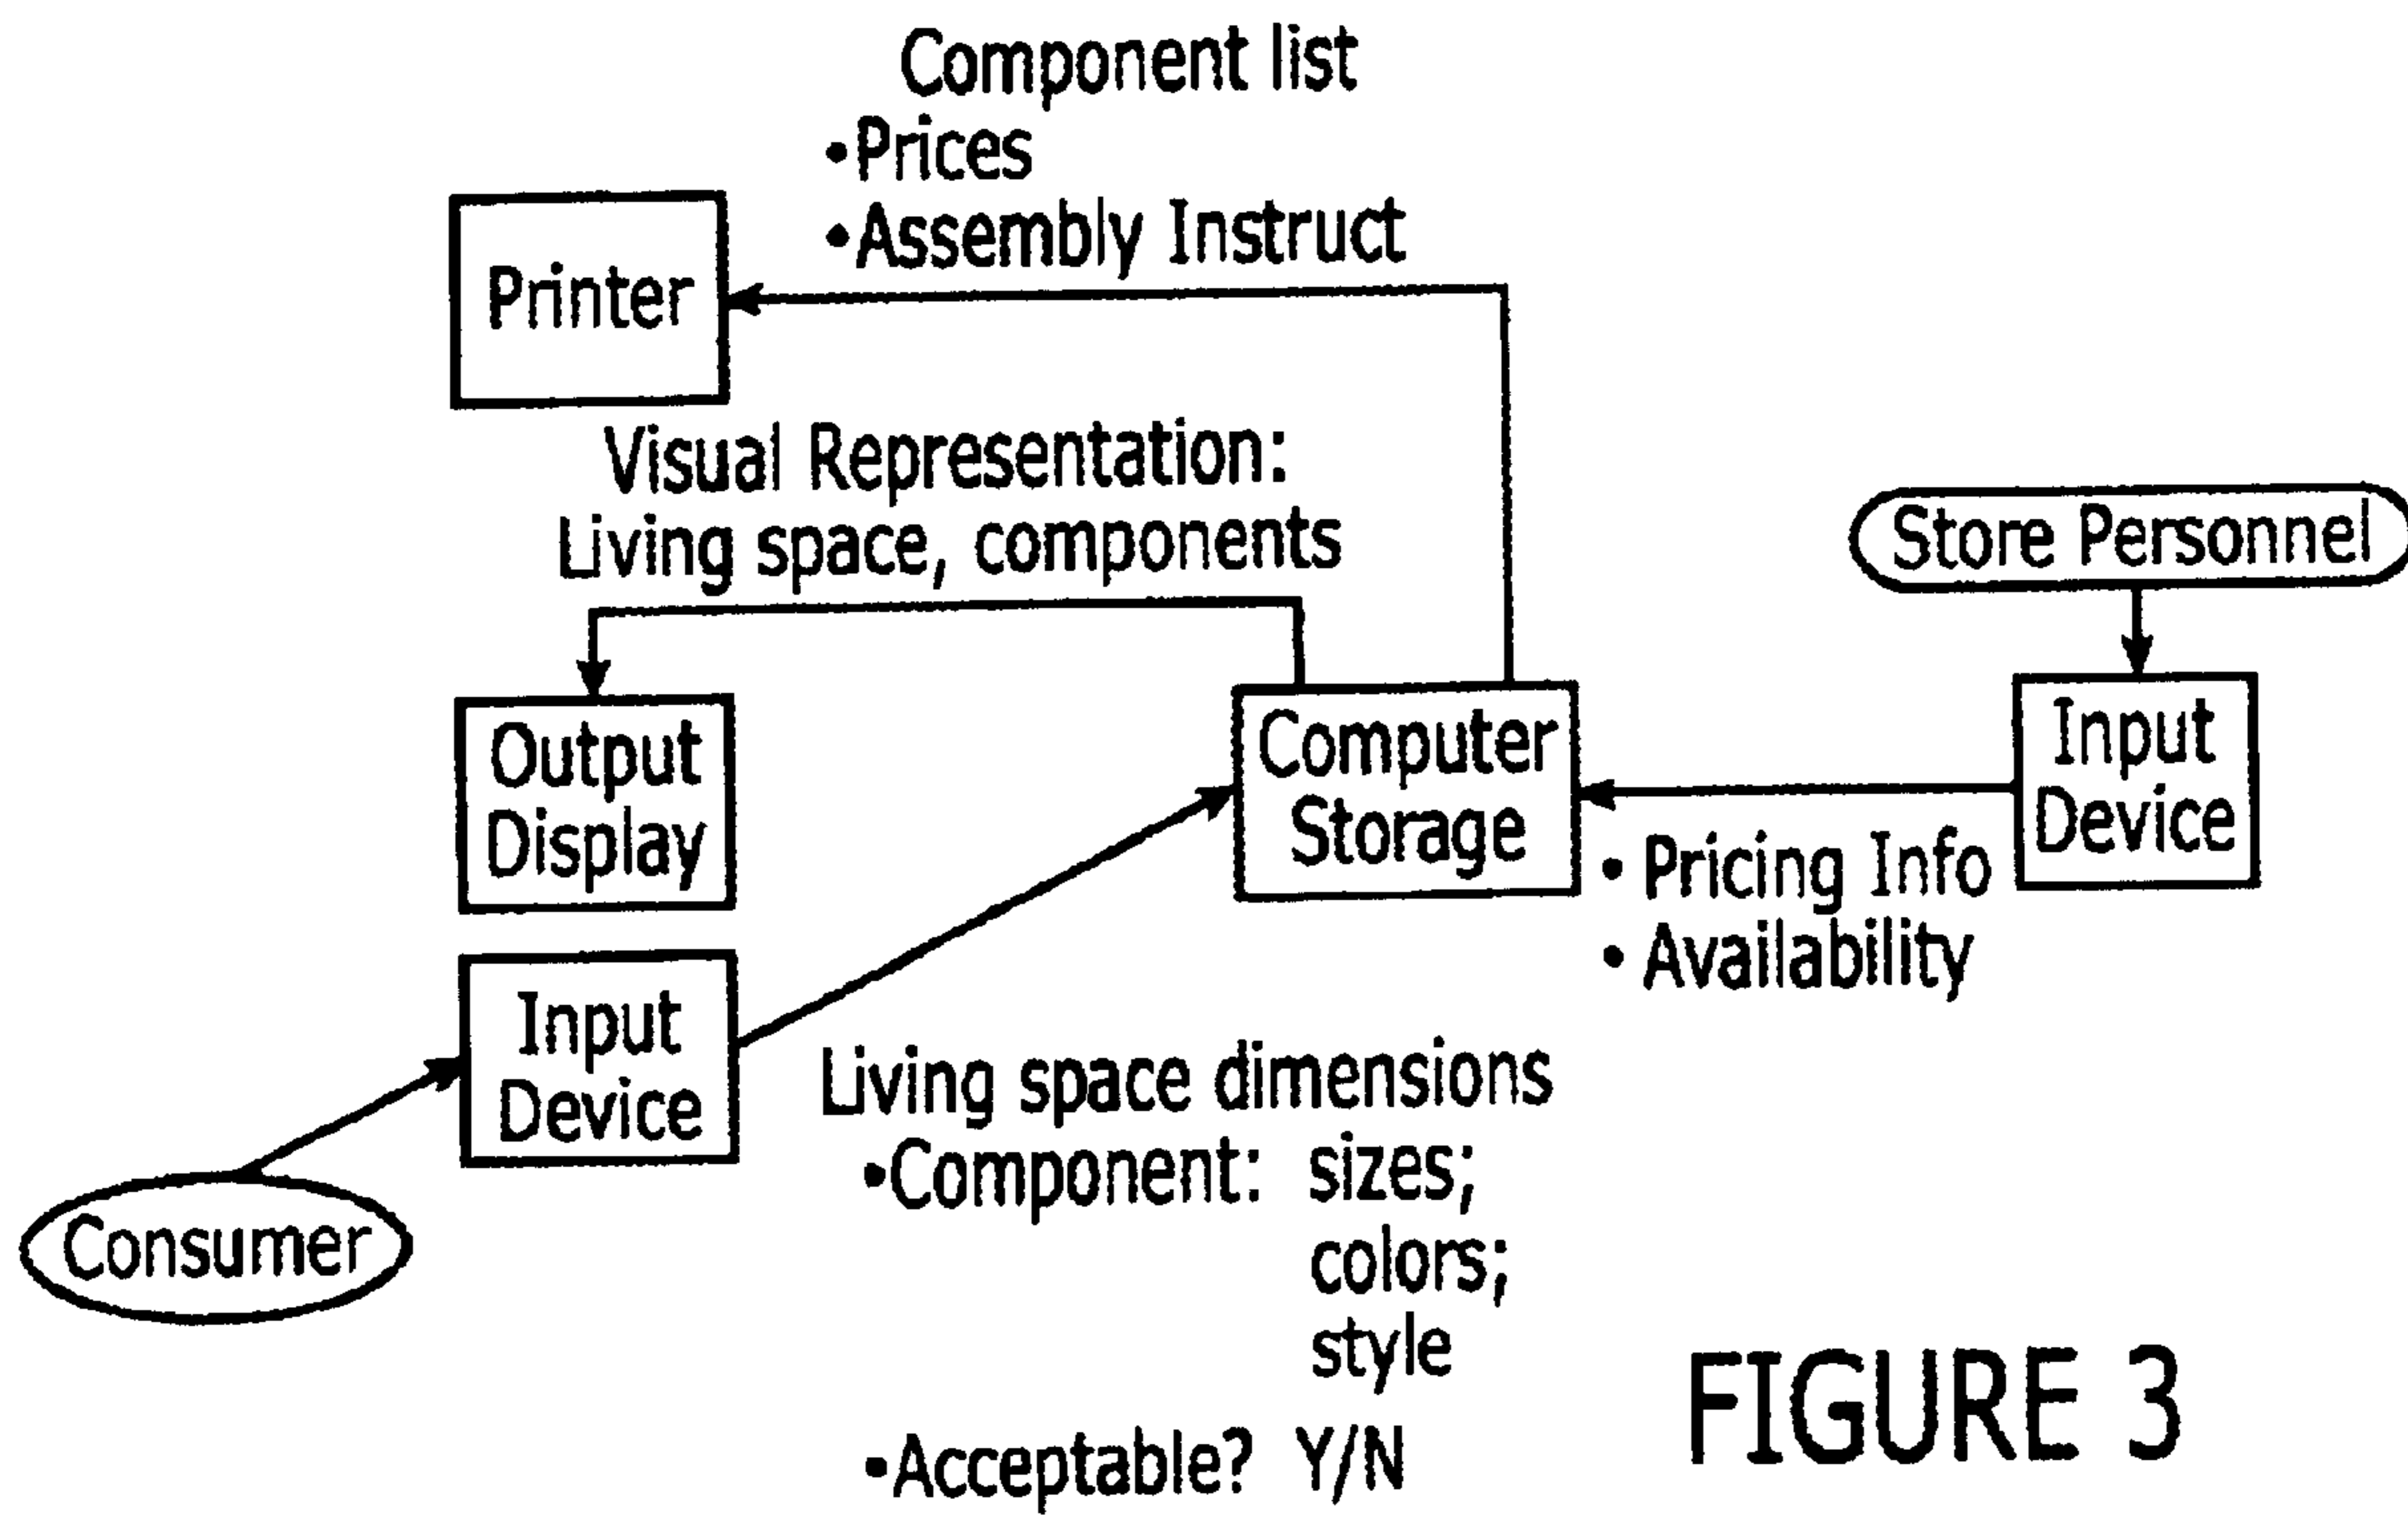 Component list
•Prices
•Assembly Instruct
Printer
Visual Representation:
Living space, components
Store Personnel
Output
Display
Computer
Storage
Input
Device
• Pricing Info
• Availability
Input
Device
Living space dimensions
•Component: sizes;
colors;
style
Consumer
•Acceptable? Y/N
FIGURE 3